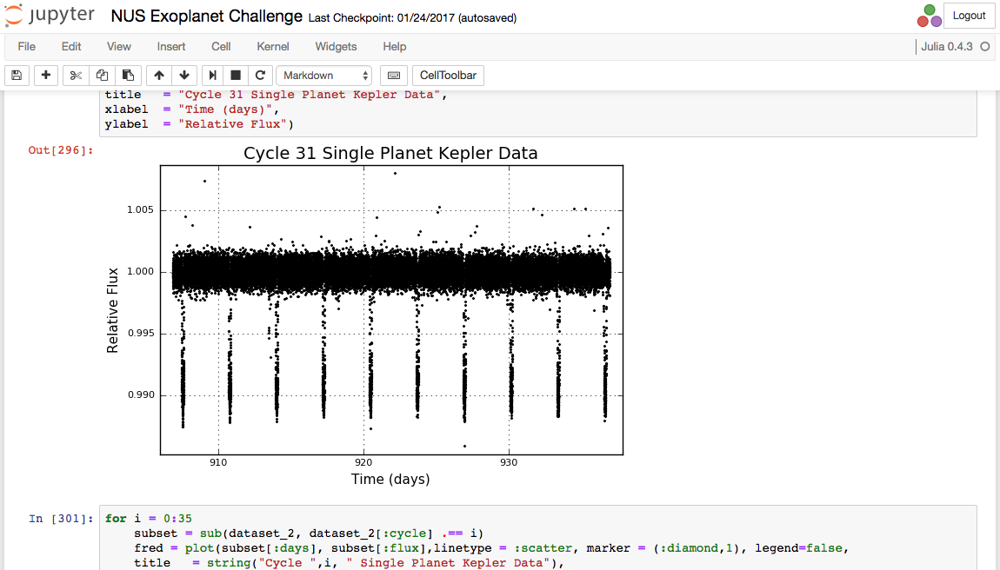 jupyter NUS Exoplanet Challenge Last Checkpoint: 01/24/2017 (autosaved) Logout
File Edit View Insert Cell Kernel Widgets Help Julia 0.4.3
Markdown CellToolbar
title = "Cycle 31 Single Planet Kepler Data",
xlabel = "Time (days)",
ylabel = "Relative Flux")
Out[296]:
Cycle 31 Single Planet Kepler Data
1.005
1.000
0.995
0.990
Relative Flux
910 920 930
Time (days)
In [301]: for i = 0:35
subset = sub(dataset_2, dataset_2[:cycle] .== i)
fred = plot(subset[:days], subset[:flux],linetype = :scatter, marker = (:diamond,1), legend=false,
title = string("Cycle ",i, " Single Planet Kepler Data"),